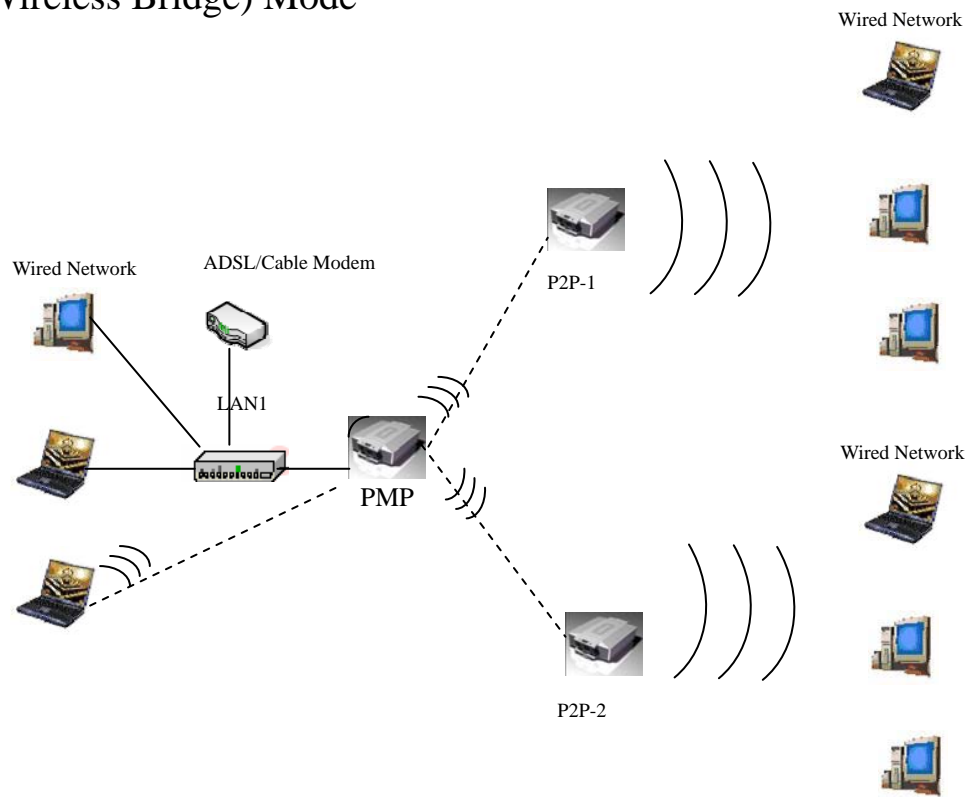 Wireless Bridge) Mode
Wired Network
Wired Network
ADSL/Cable Modem
P2P-1
LAN1
PMP
Wired Network
P2P-2